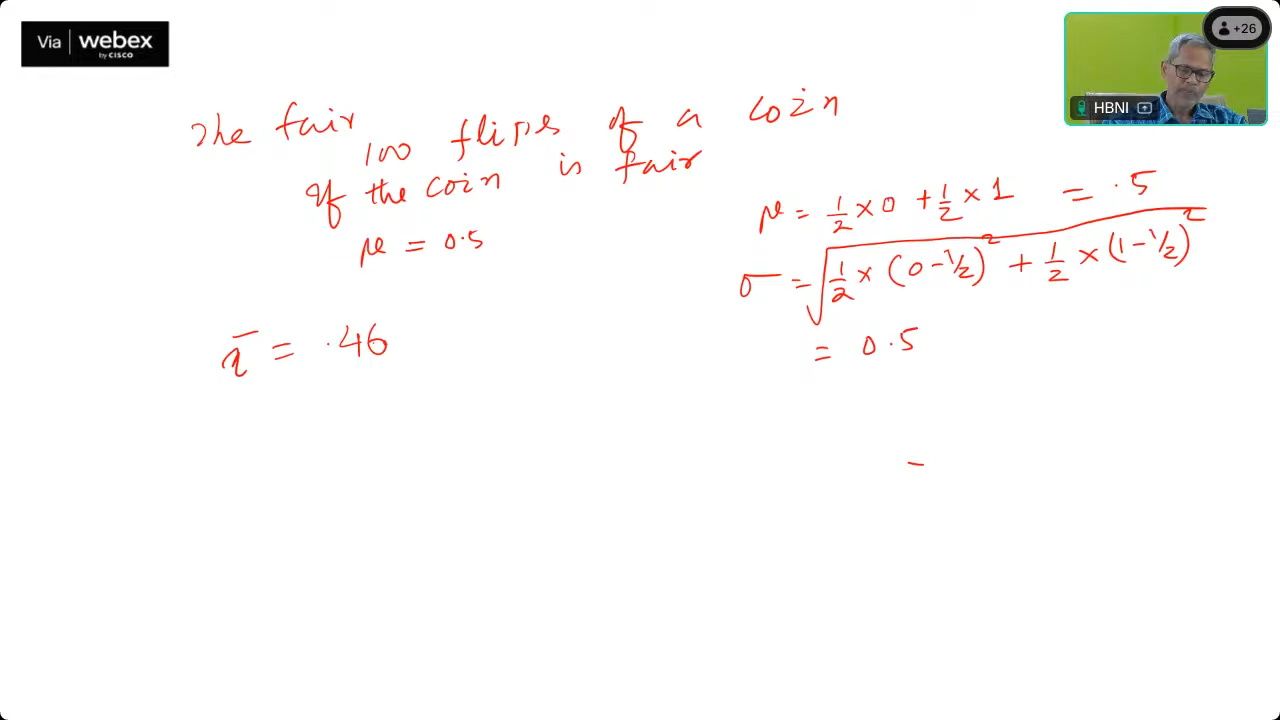 Via webex
by CISCO
+26
HBNI
The fair
100 flips of a coin
If the coin is fair
μ = 0.5
μ = 1/2 × 0 + 1/2 × 1 = .5
σ = √(1/2 × (0 - 1/2)² + 1/2 × (1 - 1/2)²)
= 0.5
x̄ = .46
-